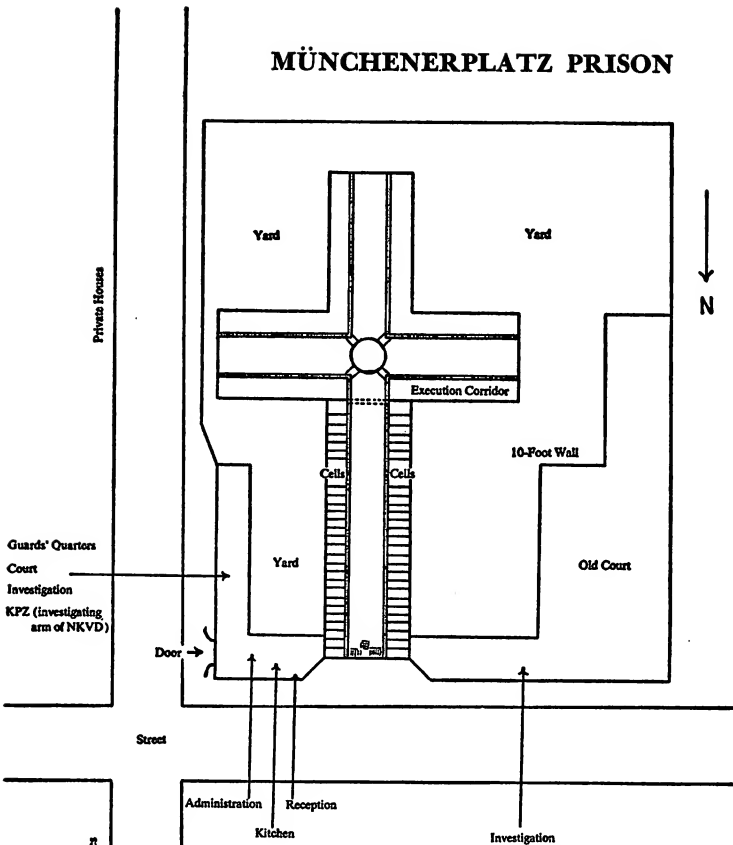 MÜNCHENERPLATZ PRISON
Yard
Yard
Private Houses
N
Execution Corridor
10-Foot Wall
Cells
Cells
Guards' Quarters
Court
Investigation
KPZ (investigating
arm of NKVD)
Yard
Old Court
Door
Street
Administration
Reception
Kitchen
Investigation